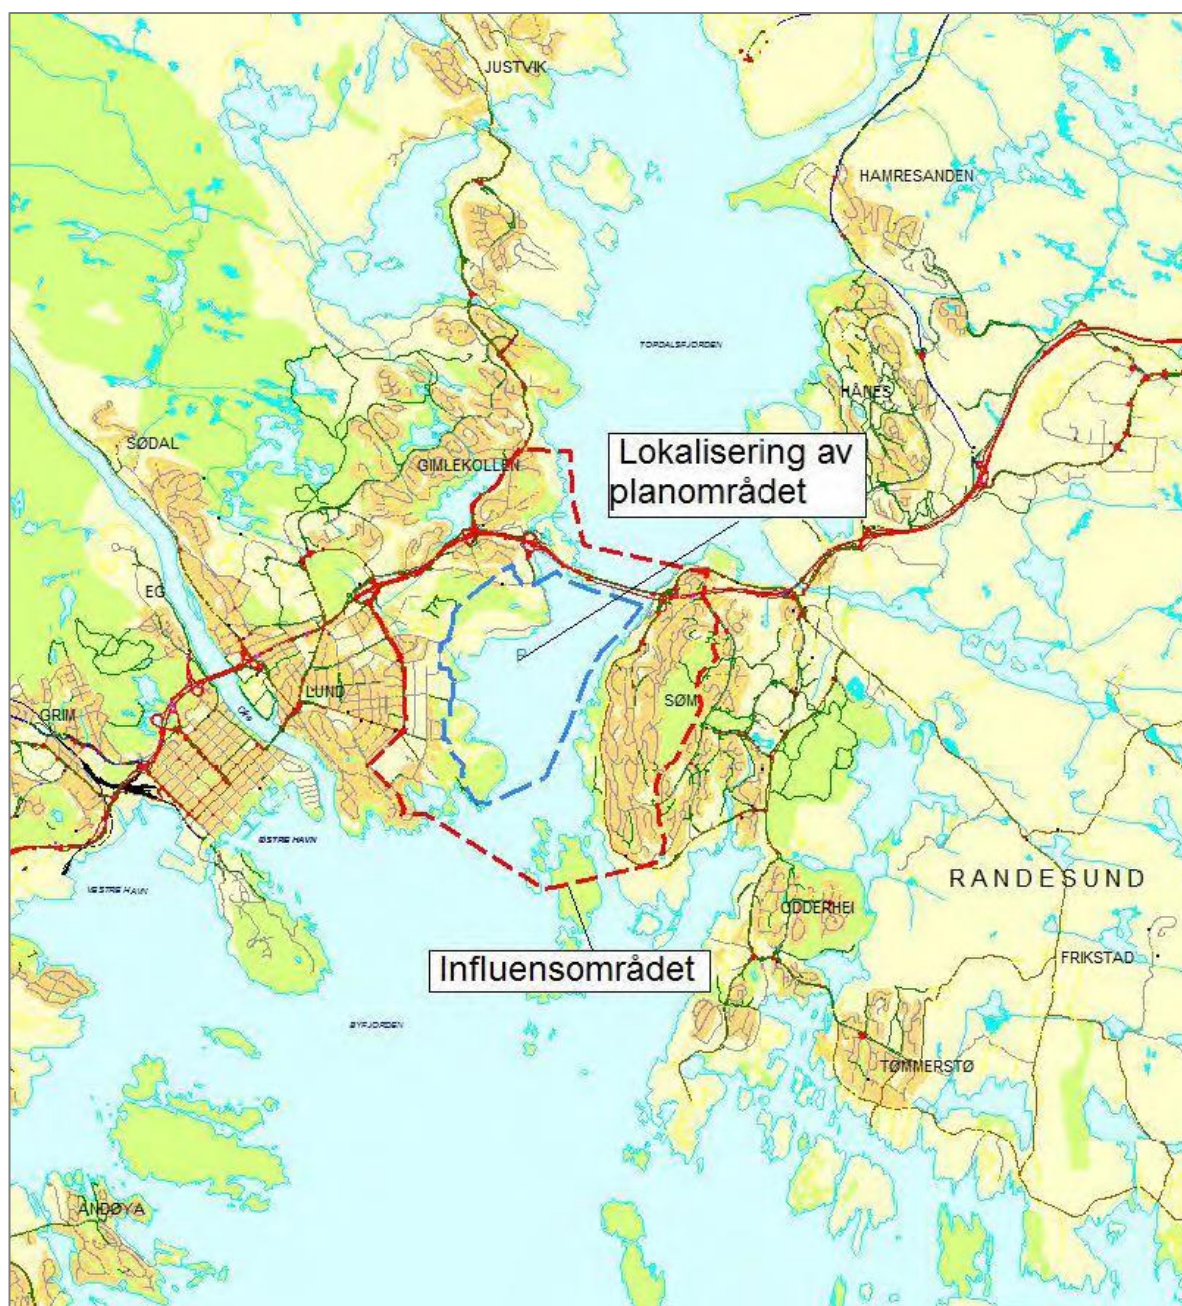 JUSTVIK
HAMRESANDEN
TOPDALSFJORDEN
HÅNES
SØDAL
GIMLEKOLLEN
Lokalisering av
planområdet
EG
LUND
SØM
GRIM
ØSTRE HAVN
VESTRE HAVN
RANDESUND
ODDERHEI
FRIKSTAD
Influensområdet
BYFJORDEN
TØMMERSTØ
ANDØYA